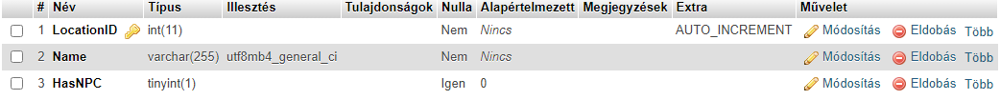 # Név Típus Illesztés Tulajdonságok Nulla Alapértelmezett Megjegyzések Extra Művelet
1 LocationID int(11) Nem Nincs AUTO_INCREMENT Módosítás Eldobás Több
2 Name varchar(255) utf8mb4_general_ci Nem Nincs Módosítás Eldobás Több
3 HasNPC tinyint(1) Igen 0 Módosítás Eldobás Több